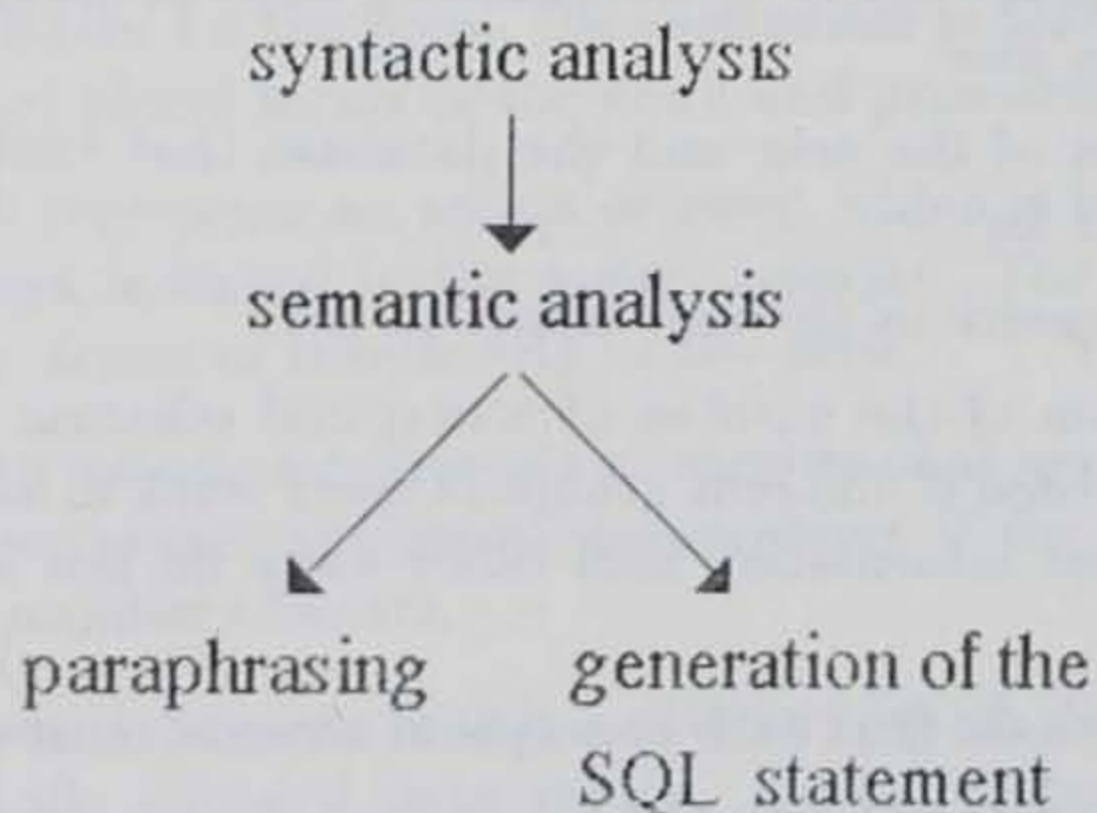 syntactic analysis
semantic analysis
paraphrasing
generation of the
SQL statement